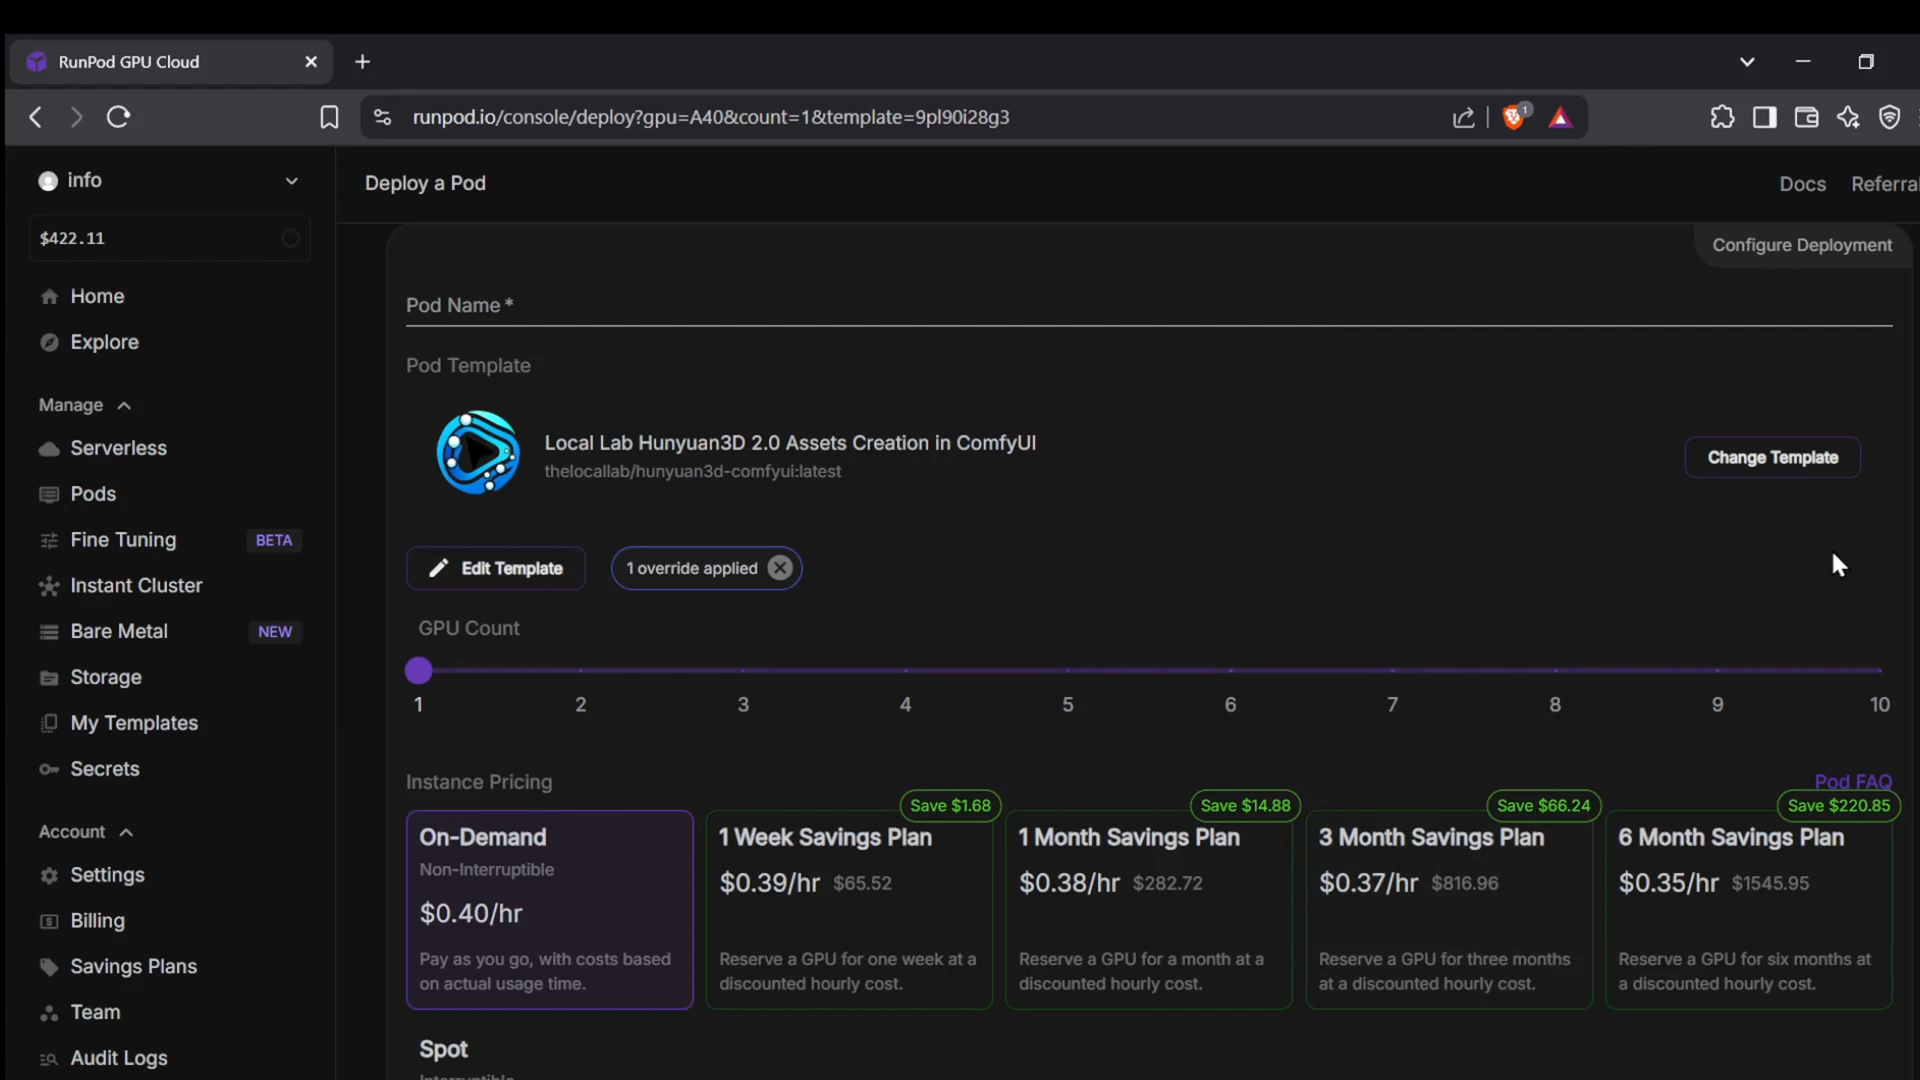 RunPod GPU Cloud
runpod.io/console/deploy?gpu=A40&count=1&template=9pl90i28g3
1
info
$422.11
Home
Explore
Manage
Serverless
Pods
Fine Tuning BETA
Instant Cluster
Bare Metal NEW
Storage
My Templates
Secrets
Account
Settings
Billing
Savings Plans
Team
Audit Logs
Deploy a Pod
Docs Referral
Configure Deployment
Pod Name *
Pod Template
Local Lab Hunyuan3D 2.0 Assets Creation in ComfyUI
thelocallab/hunyuan3d-comfyui:latest
Change Template
Edit Template
1 override applied
GPU Count
1 2 3 4 5 6 7 8 9 10
Instance Pricing
Pod FAQ
On-Demand
Non-Interruptible
$0.40/hr
Pay as you go, with costs based
on actual usage time.
Save $1.68
1 Week Savings Plan
$0.39/hr $65.52
Reserve a GPU for one week at a
discounted hourly cost.
Save $14.88
1 Month Savings Plan
$0.38/hr $282.72
Reserve a GPU for a month at a
discounted hourly cost.
Save $66.24
3 Month Savings Plan
$0.37/hr $816.96
Reserve a GPU for three months
at a discounted hourly cost.
Save $220.85
6 Month Savings Plan
$0.35/hr $1545.95
Reserve a GPU for six months at
a discounted hourly cost.
Spot